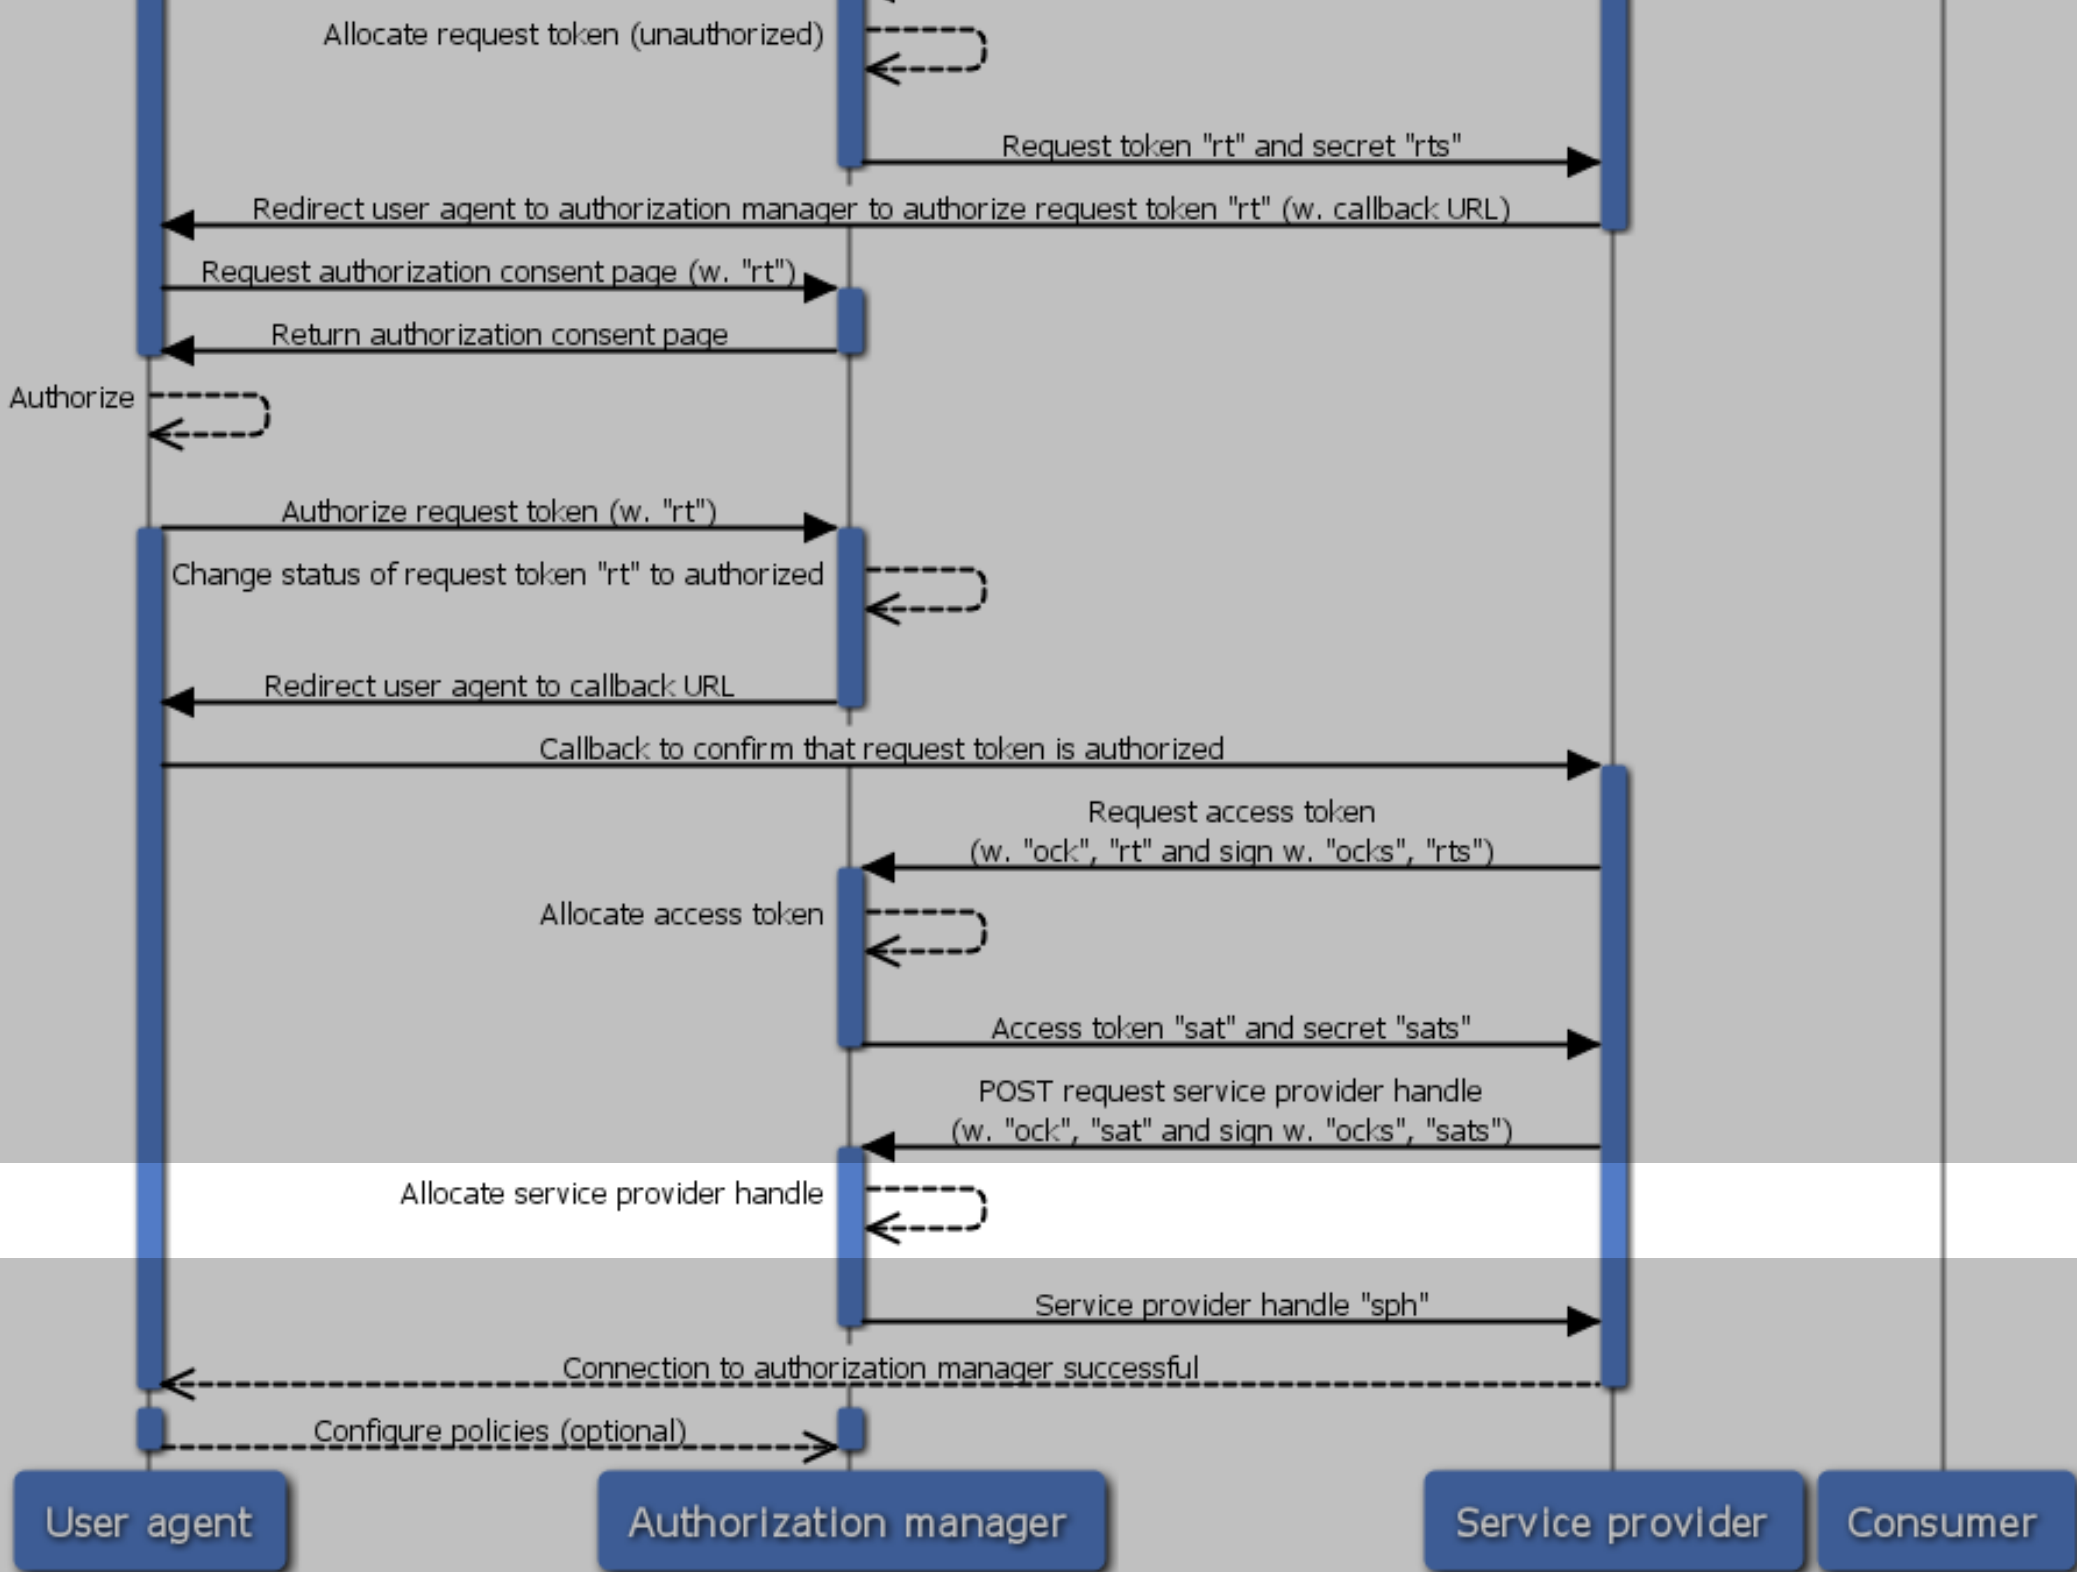 Allocate request token (unauthorized)
Request token "rt" and secret "rts"
Redirect user agent to authorization manager to authorize request token "rt" (w. callback URL)
Request authorization consent page (w. "rt")
Return authorization consent page
Authorize
Authorize request token (w. "rt")
Change status of request token "rt" to authorized
Redirect user agent to callback URL
Callback to confirm that request token is authorized
Request access token
(w. "ock", "rt" and sign w. "ocks", "rts")
Allocate access token
Access token "sat" and secret "sats"
POST request service provider handle
(w. "ock", "sat" and sign w. "ocks", "sats")
Allocate service provider handle
Service provider handle "sph"
Connection to authorization manager successful
Configure policies (optional)
User agent
Authorization manager
Service provider
Consumer